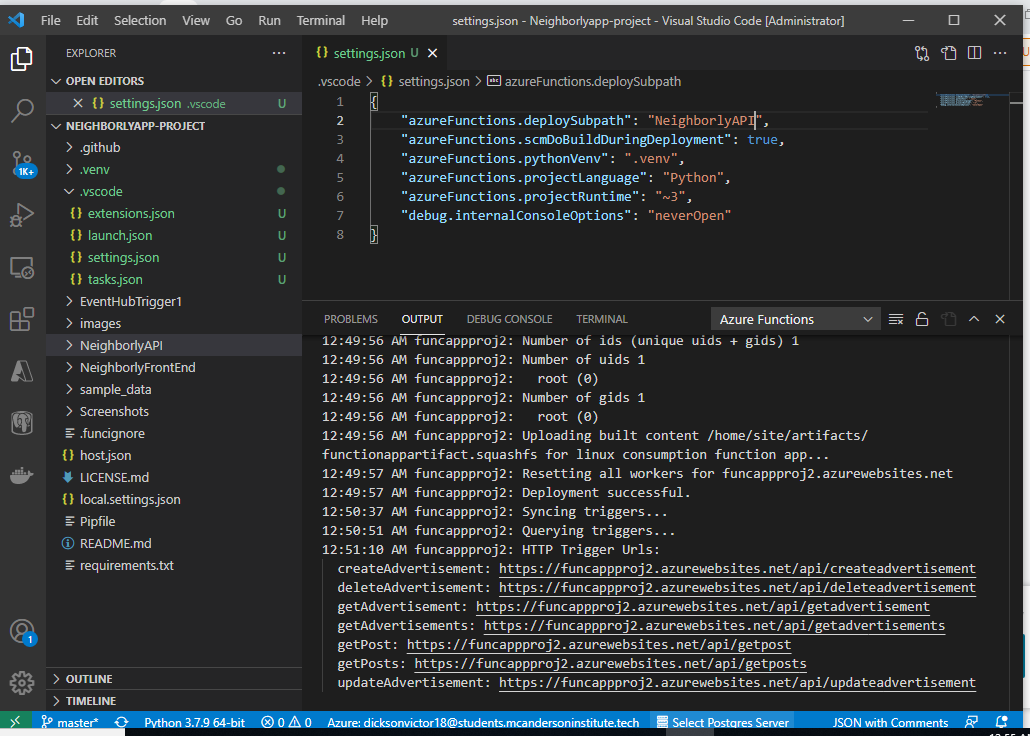 File Edit Selection View Go Run Terminal Help settings.json - Neighborlyapp-project - Visual Studio Code [Administrator]
EXPLORER
OPEN EDITORS
settings.json .vscode U
NEIGHBORLYAPP-PROJECT
.github
.venv
.vscode
extensions.json U
launch.json U
settings.json U
tasks.json U
EventHubTrigger1
images
NeighborlyAPI
NeighborlyFrontEnd
sample_data
Screenshots
.funcignore
host.json
LICENSE.md
local.settings.json
Pipfile
README.md
requirements.txt
OUTLINE
TIMELINE
1K+
1
settings.json U
.vscode > {} settings.json > abc azureFunctions.deploySubpath
1 {
2 "azureFunctions.deploySubpath": "NeighborlyAPI",
3 "azureFunctions.scmDoBuildDuringDeployment": true,
4 "azureFunctions.pythonVenv": ".venv",
5 "azureFunctions.projectLanguage": "Python",
6 "azureFunctions.projectRuntime": "~3",
7 "debug.internalConsoleOptions": "neverOpen"
8 }
PROBLEMS OUTPUT DEBUG CONSOLE TERMINAL Azure Functions
12:49:56 AM funcappproj2: Number of ids (unique uids + gids) 1
12:49:56 AM funcappproj2: Number of uids 1
12:49:56 AM funcappproj2: root (0)
12:49:56 AM funcappproj2: Number of gids 1
12:49:56 AM funcappproj2: root (0)
12:49:56 AM funcappproj2: Uploading built content /home/site/artifacts/
functionappartifact.squashfs for linux consumption function app...
12:49:57 AM funcappproj2: Resetting all workers for funcappproj2.azurewebsites.net
12:49:57 AM funcappproj2: Deployment successful.
12:50:37 AM funcappproj2: Syncing triggers...
12:50:51 AM funcappproj2: Querying triggers...
12:51:10 AM funcappproj2: HTTP Trigger Urls:
createAdvertisement: https://funcappproj2.azurewebsites.net/api/createadvertisement
deleteAdvertisement: https://funcappproj2.azurewebsites.net/api/deleteadvertisement
getAdvertisement: https://funcappproj2.azurewebsites.net/api/getadvertisement
getAdvertisements: https://funcappproj2.azurewebsites.net/api/getadvertisements
getPost: https://funcappproj2.azurewebsites.net/api/getpost
getPosts: https://funcappproj2.azurewebsites.net/api/getposts
updateAdvertisement: https://funcappproj2.azurewebsites.net/api/updateadvertisement
master* Python 3.7.9 64-bit 0 0 Azure: dicksonvictor18@students.mcandersoninstitute.tech Select Postgres Server JSON with Comments